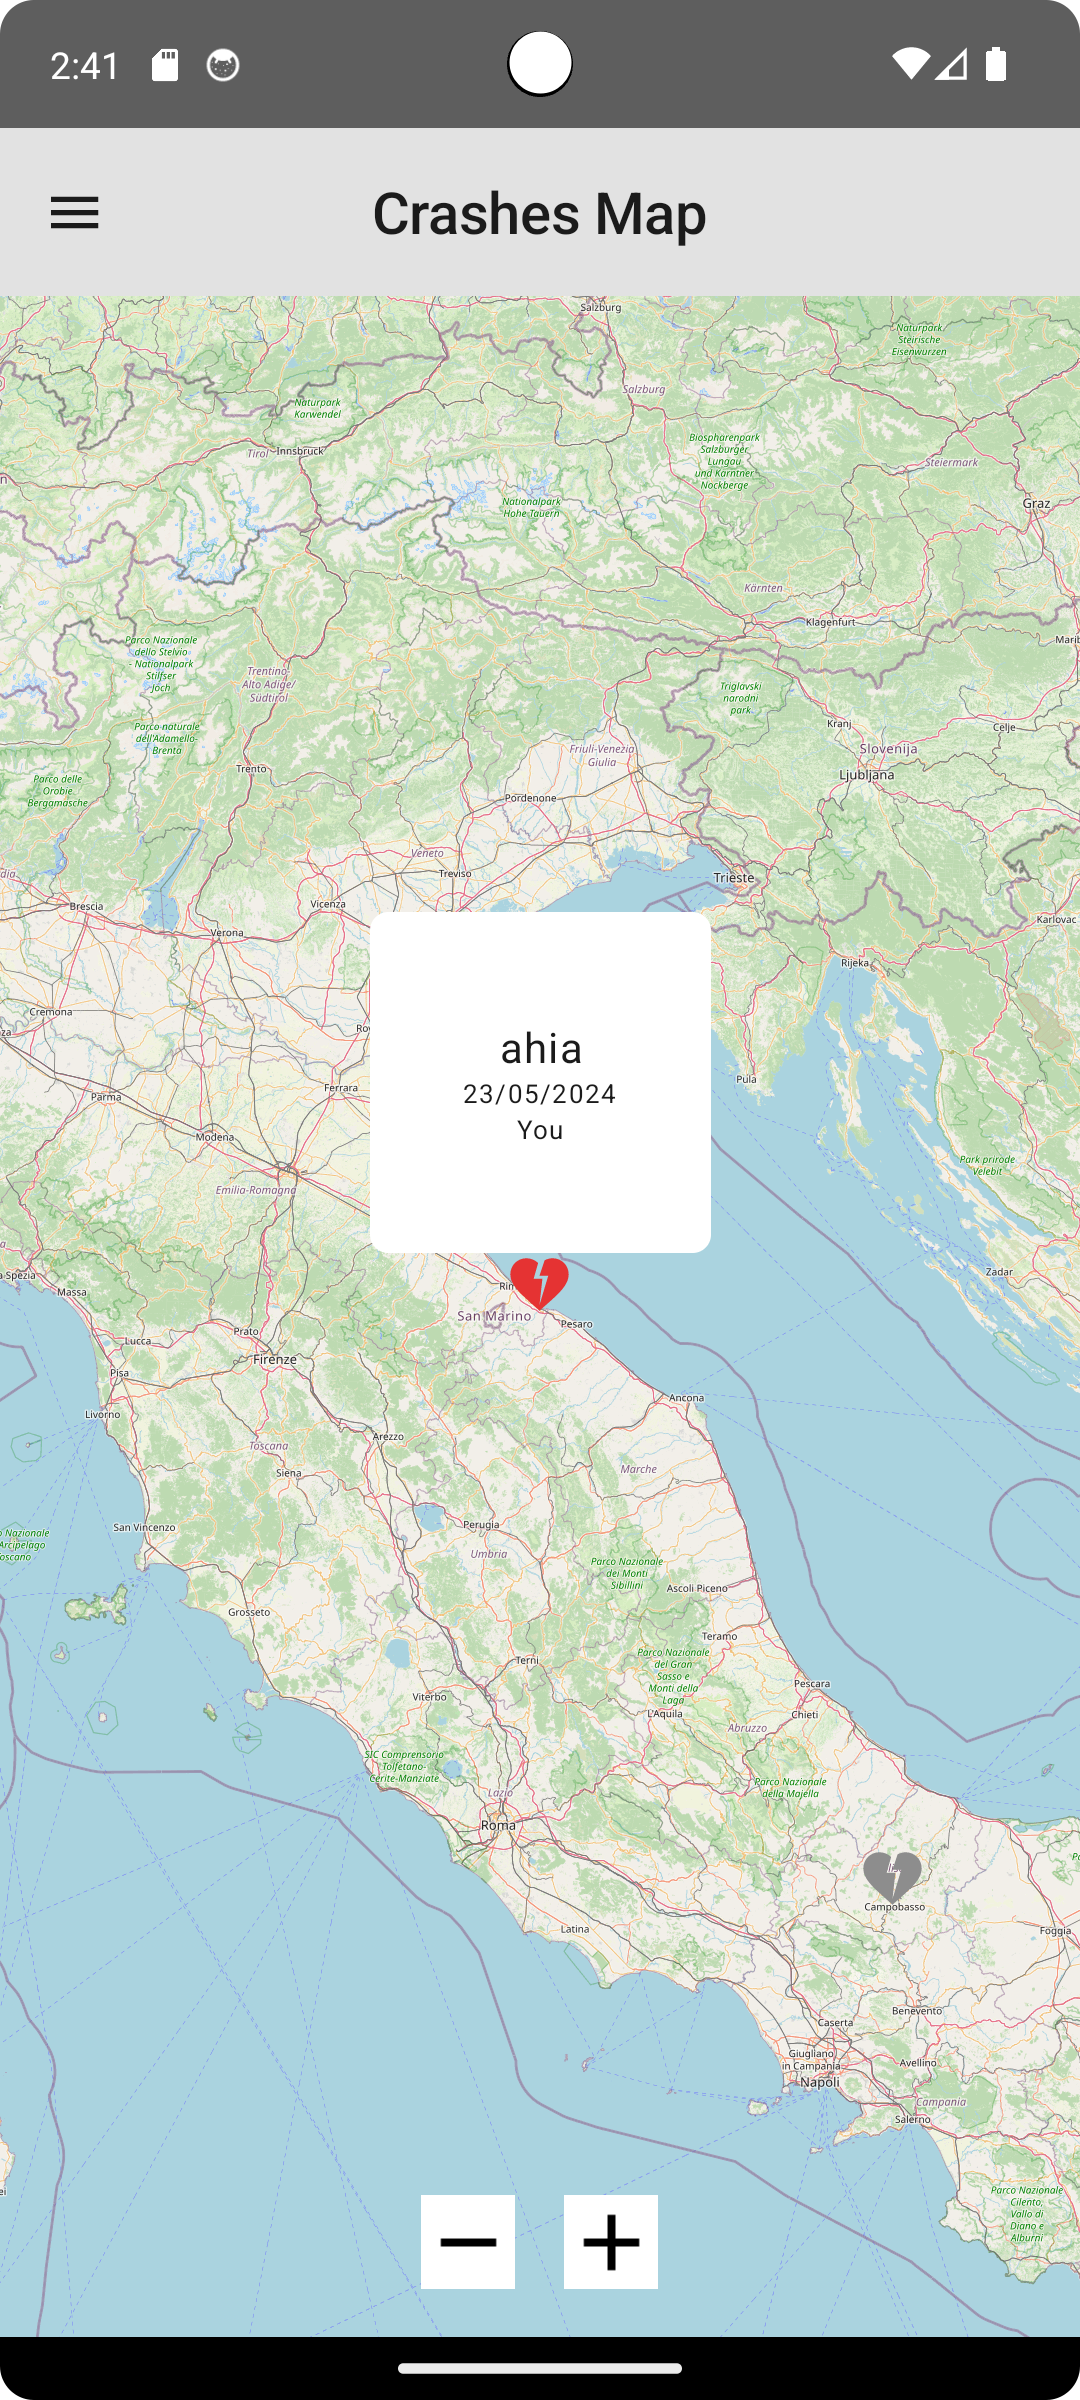 2:41
Crashes Map
Salzburg
Naturpark
Steirische
Eisenwurzen
Salzburg
Naturpark
Karwendel
Tirol
Innsbruck
Biosphärenpark
Salzburger
Lungau
und Kärntner
Nockberge
Steiermark
Nationalpark
Hohe Tauern
Graz
Kärnten
Klagenfurt
Parco Nazionale
dello Stelvio
- Nationalpark
Stilfser
Joch
Trentino-
Alto Adige/
Südtirol
Triglavski
narodni
park
Parco naturale
dell'Adamello-
Brenta
Kranj
Celje
Friuli-Venezia
Giulia
Slovenija
Trento
Ljubljana
Parco delle
Orobie
Bergamasche
Pordenone
Veneto
Treviso
Trieste
Brescia
Vicenza
Karlovac
Verona
Rijeka
Cremona
ahia
23/05/2024
You
Pula
Ferrara
Parma
Modena
Park prirode
Velebit
Emilia-Romagna
Zadar
a Spezia
Massa
San Marino
Pesaro
Lucca
Prato
Firenze
Pisa
Ancona
Livorno
Arezzo
Toscana
Siena
Marche
San Vincenzo
Perugia
Umbria
Parco Nazionale
dei Monti
Sibillini
o Nazionale
Arcipelago
oscano
Ascoli Piceno
Grosseto
Teramo
Parco Nazionale
del Gran
Sasso e
Monti della
Laga
Terni
Pescara
Viterbo
L'Aquila
Chieti
Abruzzo
SIC Comprensorio
Tolfetano-
Cerite-Manziate
Parco Nazionale
della Majella
Lazio
Roma
Campobasso
Latina
Foggia
Benevento
Caserta
Giugliano
in Campania
Avellino
Napoli
Campania
Salerno
Parco Nazionale
Cilento,
Vallo di
Diano e
Alburni